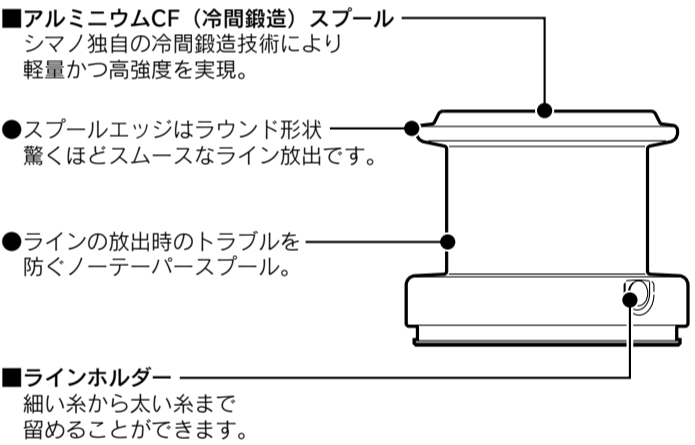 ■アルミニウムCF（冷間鍛造）スプール
シマノ独自の冷間鍛造技術により
軽量かつ高強度を実現。
●スプールエッジはラウンド形状
驚くほどスムースなライン放出です。
●ラインの放出時のトラブルを
防ぐノーテーパースプール。
■ラインホルダー
細い糸から太い糸まで
留めることができます。